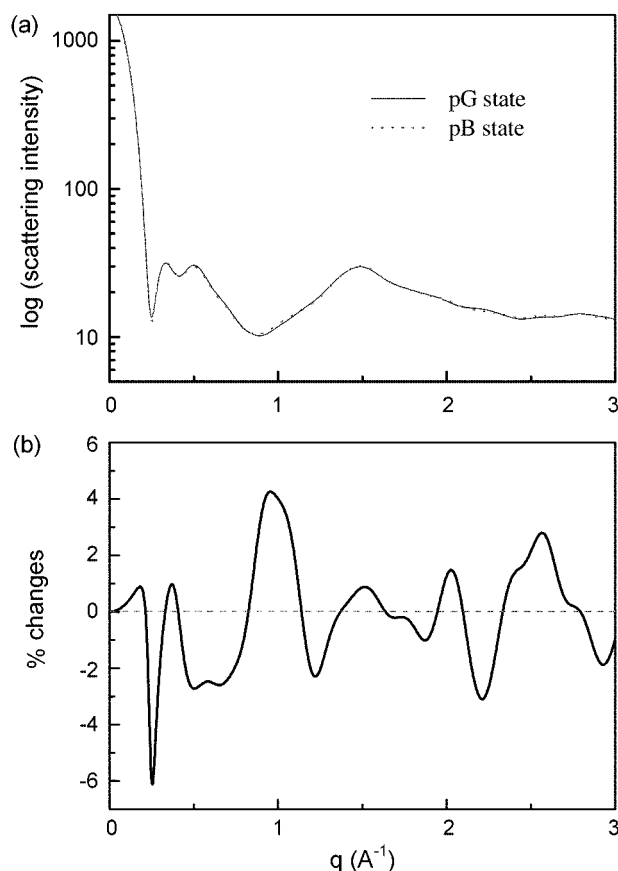 (a)
1000
100
10
log (scattering intensity)
pG state
pB state
0
1
2
3
(b)
6
4
2
0
-2
-4
-6
% changes
0
1
2
3
q (A⁻¹)